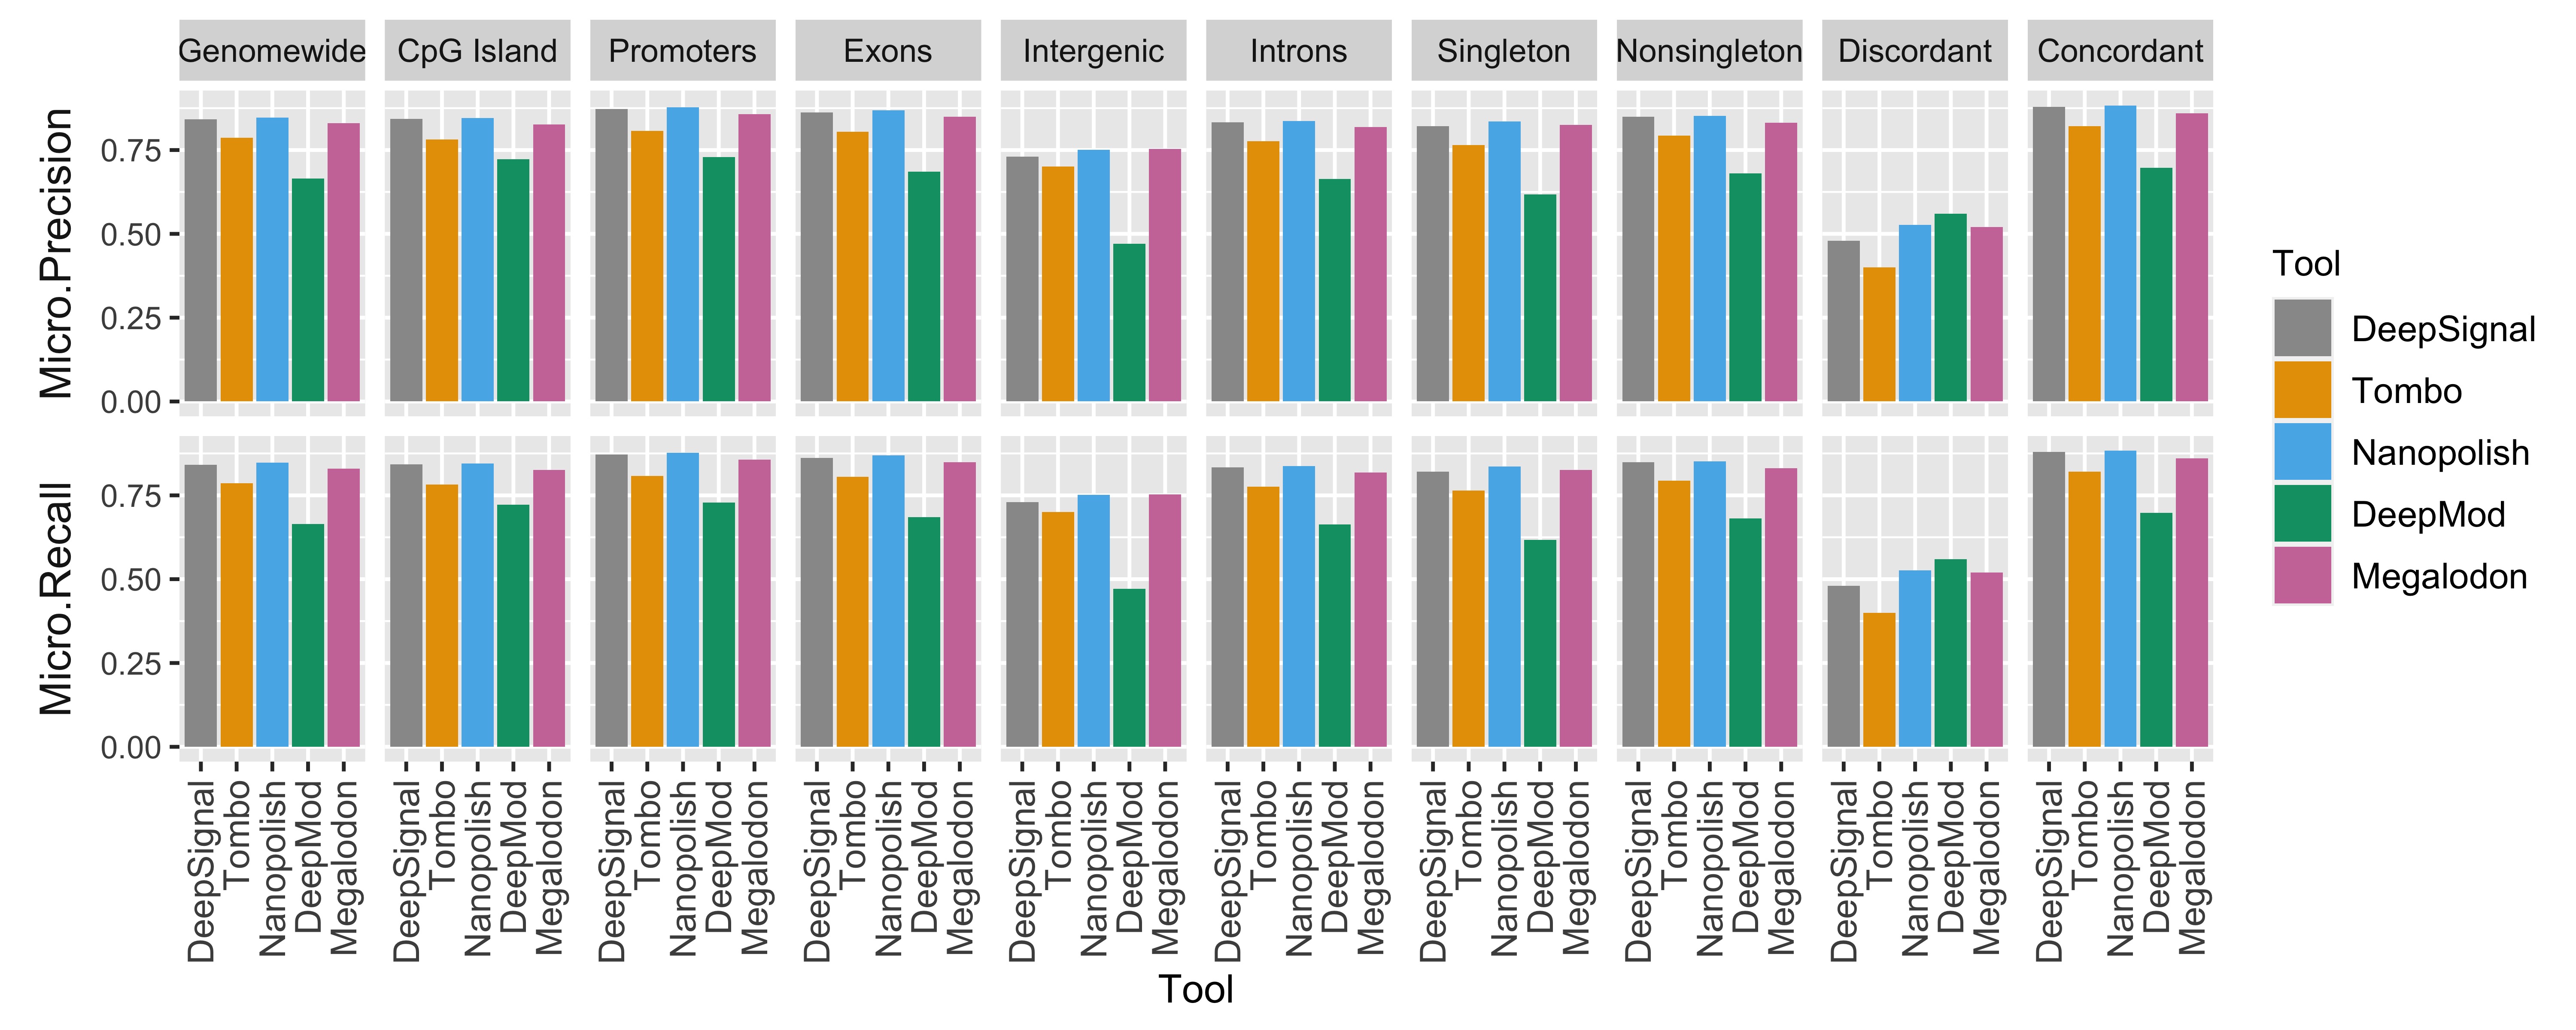 Genomewide CpG Island Promoters Exons Intergenic Introns Singleton Nonsingleton Discordant Concordant
Micro.Precision
0.75
0.50
0.25
0.00
Micro.Recall
0.75
0.50
0.25
0.00
DeepSignal Tombo Nanopolish DeepMod Megalodon DeepSignal Tombo Nanopolish DeepMod Megalodon DeepSignal Tombo Nanopolish DeepMod Megalodon DeepSignal Tombo Nanopolish DeepMod Megalodon DeepSignal Tombo Nanopolish DeepMod Megalodon DeepSignal Tombo Nanopolish DeepMod Megalodon DeepSignal Tombo Nanopolish DeepMod Megalodon DeepSignal Tombo Nanopolish DeepMod Megalodon DeepSignal Tombo Nanopolish DeepMod Megalodon DeepSignal Tombo Nanopolish DeepMod Megalodon
Tool
Tool
DeepSignal
Tombo
Nanopolish
DeepMod
Megalodon